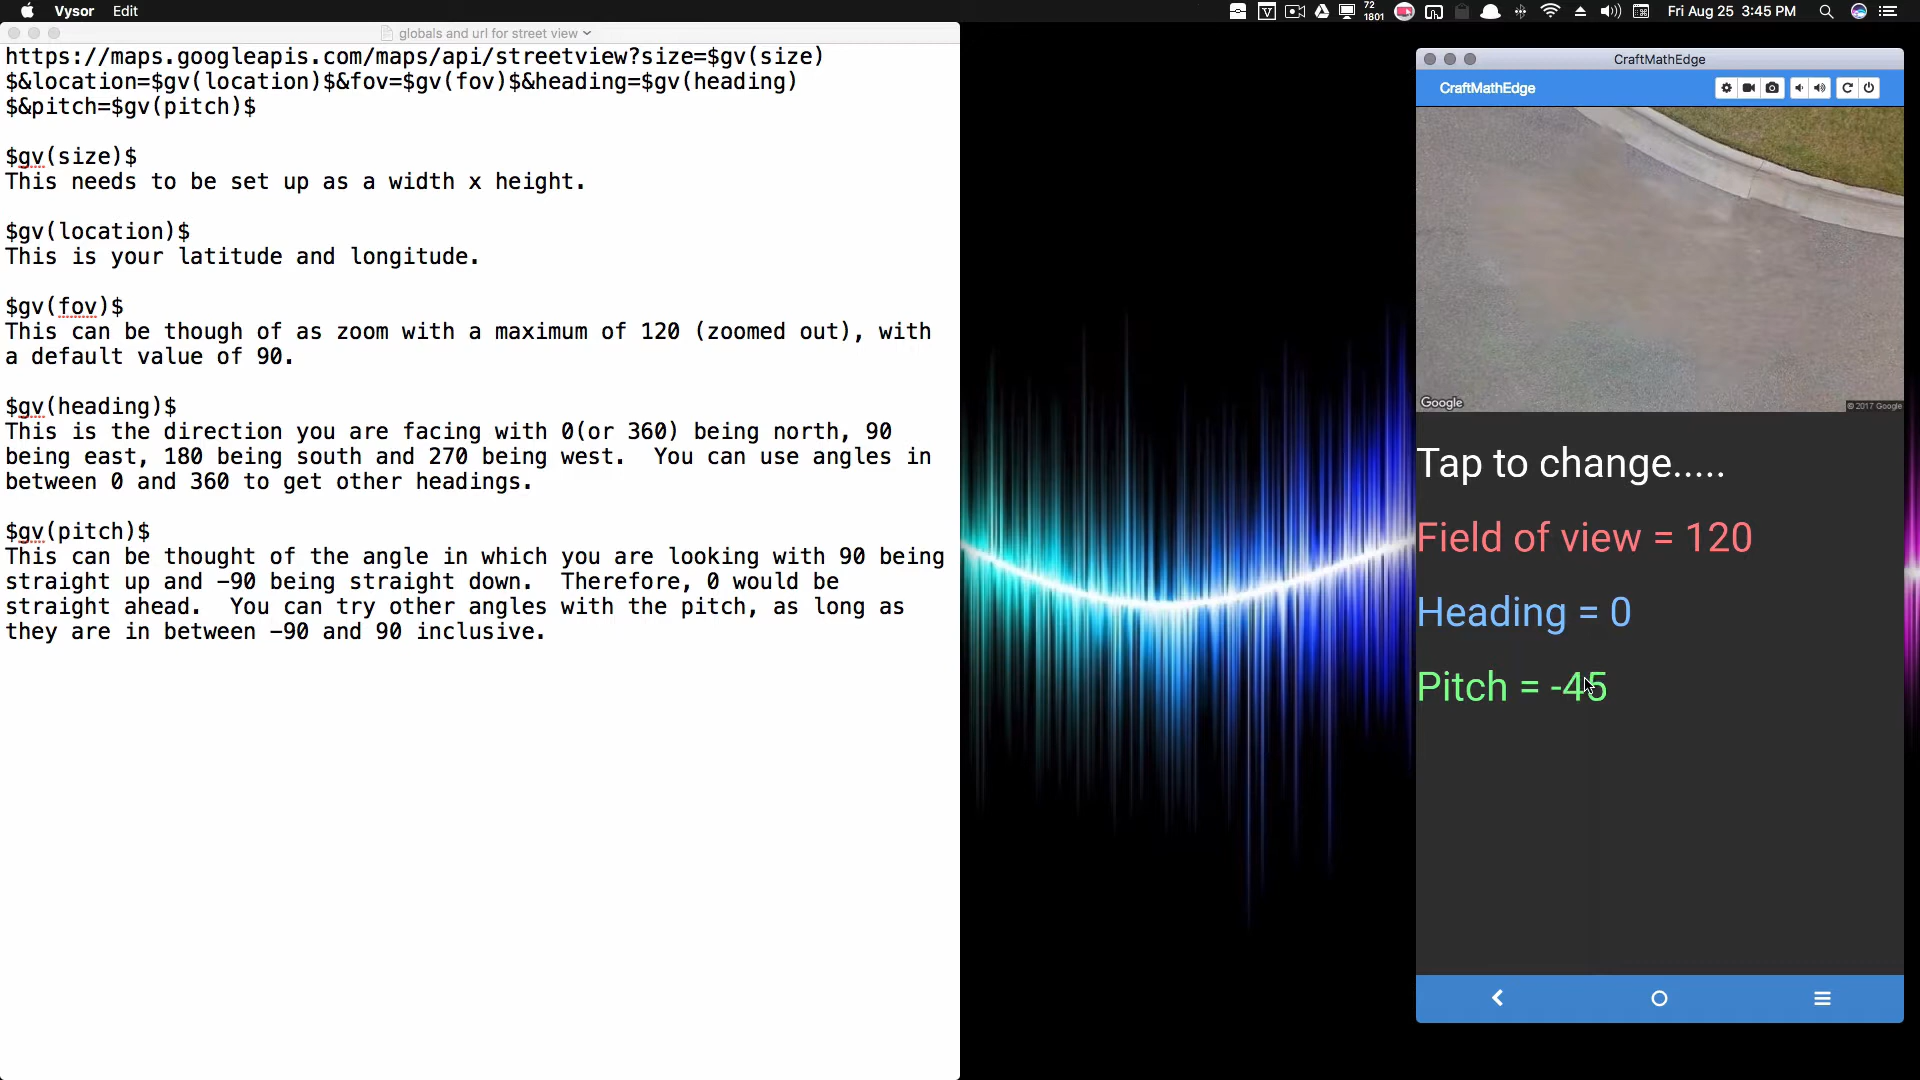 Vysor Edit
72
1801
Fri Aug 25 3:45 PM
globals and url for street view
https://maps.googleapis.com/maps/api/streetview?size=$gv(size)
$&location=$gv(location)$&fov=$gv(fov)$&heading=$gv(heading)
$&pitch=$gv(pitch)$
$gv(size)$
This needs to be set up as a width x height.
$gv(location)$
This is your latitude and longitude.
$gv(fov)$
This can be though of as zoom with a maximum of 120 (zoomed out), with
a default value of 90.
$gv(heading)$
This is the direction you are facing with 0(or 360) being north, 90
being east, 180 being south and 270 being west.  You can use angles in
between 0 and 360 to get other headings.
$gv(pitch)$
This can be thought of the angle in which you are looking with 90 being
straight up and -90 being straight down.  Therefore, 0 would be
straight ahead.  You can try other angles with the pitch, as long as
they are in between -90 and 90 inclusive.
CraftMathEdge
CraftMathEdge
Google
© 2017 Google
Tap to change.....
Field of view = 120
Heading = 0
Pitch = -45